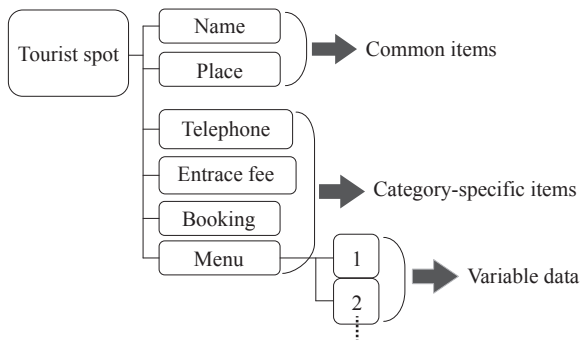 Tourist spot
Name
Place
Common items
Telephone
Entrace fee
Booking
Menu
Category-specific items
1
2
Variable data